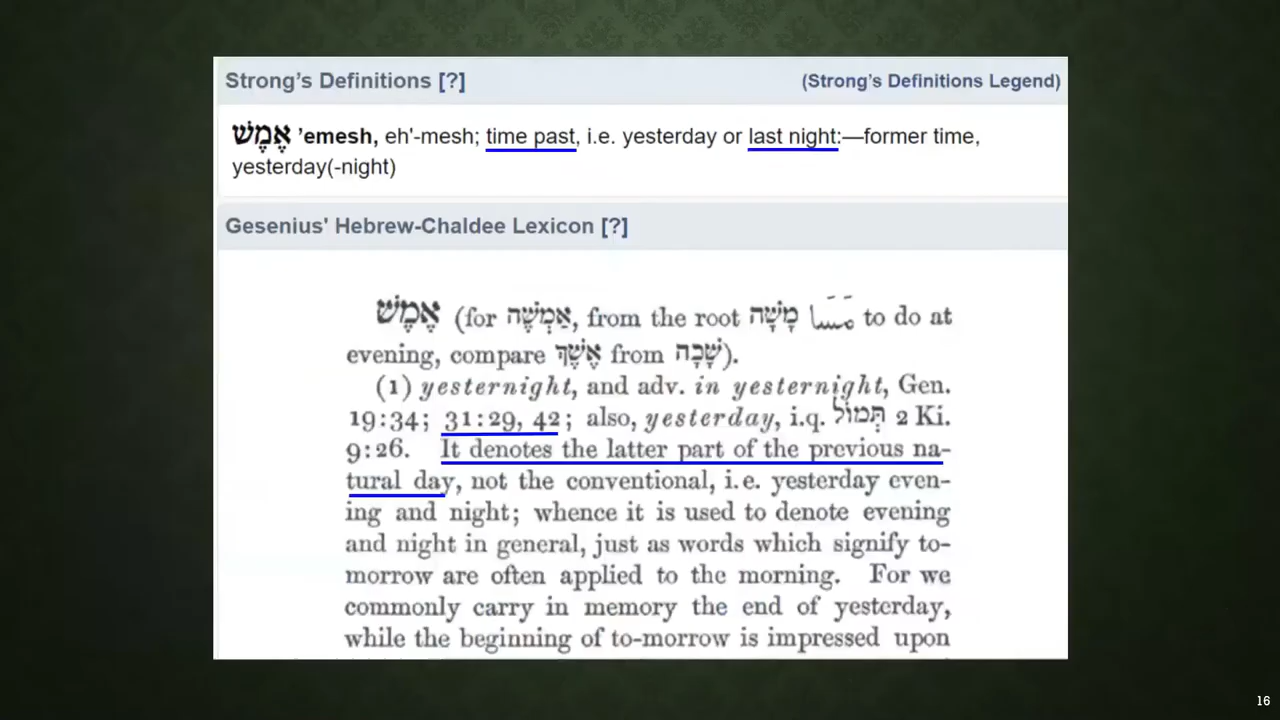 Strong's Definitions [?] (Strong's Definitions Legend)
אֶמֶשׁ 'emesh, eh'-mesh; time past, i.e. yesterday or last night:—former time,
yesterday(-night)
Gesenius' Hebrew-Chaldee Lexicon [?]
אֶמֶשׁ (for אַמְשֶׁה, from the root מָשָׁה to do at
evening, compare אֶשֶׁךְ from שָׁכָה).
(1) yesternight, and adv. in yesternight, Gen.
19:34; 31:29, 42; also, yesterday, i.q. תְּמוֹל 2 Ki.
9:26. It denotes the latter part of the previous na-
tural day, not the conventional, i.e. yesterday even-
ing and night; whence it is used to denote evening
and night in general, just as words which signify to-
morrow are often applied to the morning. For we
commonly carry in memory the end of yesterday,
while the beginning of to-morrow is impressed upon
16